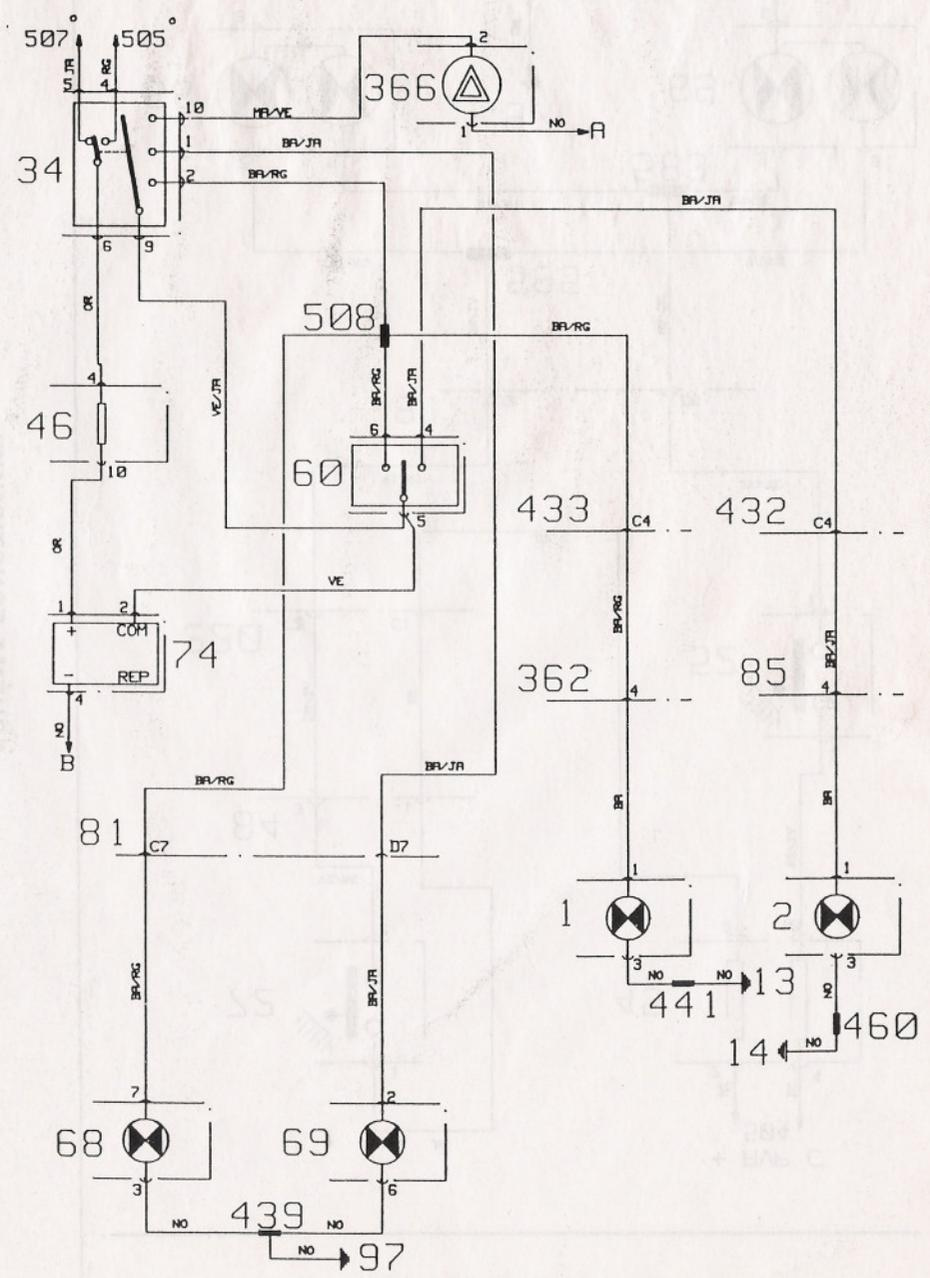 507 505
JA RG
5 4
2
366
10
MA/VE
1 NO A
1
BA/JA
34
BA/RG
2
BA/JA
6 9
OR
508
BA/RG
VE/JA
BA/RG
BA/JA
4
46
6 4
60
10
5
433 C4
432 C4
OR
VE
1 2
+ COM
74
BA/RG
BA/JA
- REP
362 4
85 4
4
NO
B
BA/RG
BA/JA
BA
BA
81 C7 D7
1 1
1 2
3 3
BA/RG
BA/JA
NO NO 13
441
NO
460
14 NO
7 2
68 69
3 6
439
NO NO
NO 97